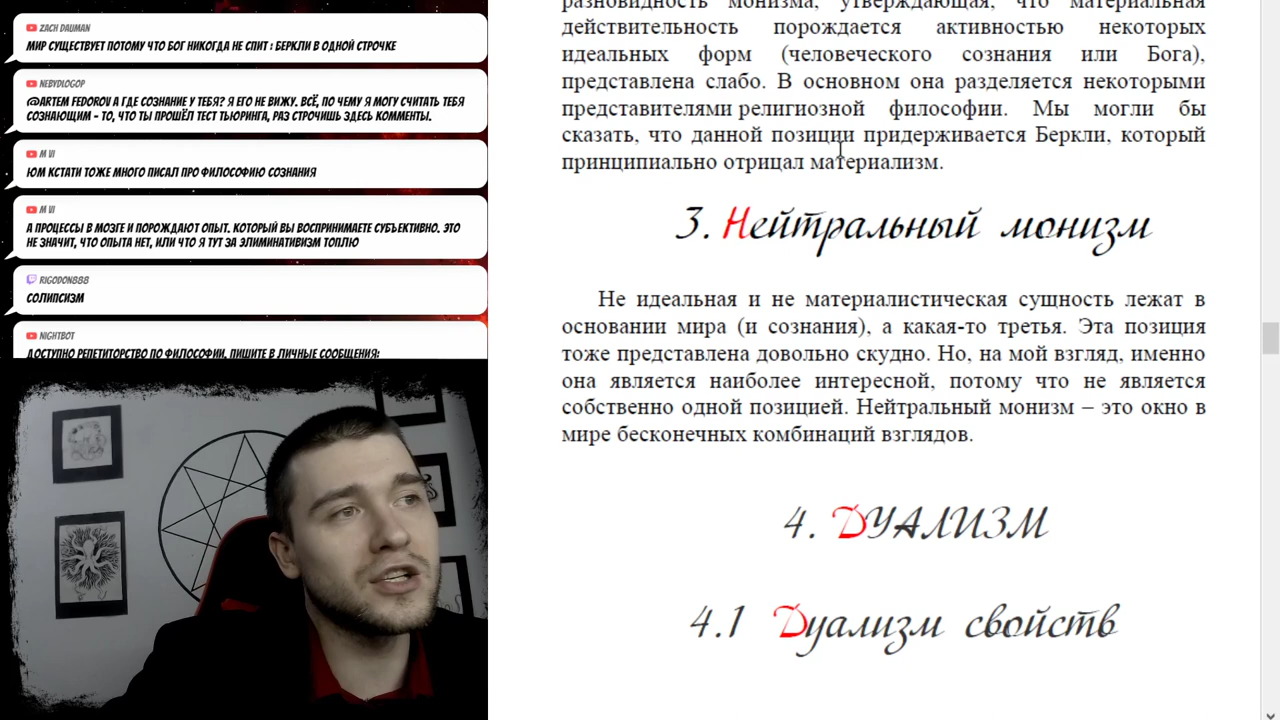 ZACH DAUMAN
МИР СУЩЕСТВУЕТ ПОТОМУ ЧТО БОГ НИКОГДА НЕ СПИТ : БЕРКЛИ В ОДНОЙ СТРОЧКЕ
NEBYDLOGOP
@ARTEM FEDOROV А ГДЕ СОЗНАНИЕ У ТЕБЯ? Я ЕГО НЕ ВИЖУ. ВСЁ, ПО ЧЕМУ Я МОГУ СЧИТАТЬ ТЕБЯ
СОЗНАЮЩИМ - ТО, ЧТО ТЫ ПРОШЁЛ ТЕСТ ТЬЮРИНГА, РАЗ СТРОЧИШЬ ЗДЕСЬ КОММЕНТЫ.
M VI
ЮМ КСТАТИ ТОЖЕ МНОГО ПИСАЛ ПРО ФИЛОСОФИЮ СОЗНАНИЯ
M VI
А ПРОЦЕССЫ В МОЗГЕ И ПОРОЖДАЮТ ОПЫТ. КОТОРЫЙ ВЫ ВОСПРИНИМАЕТЕ СУБЪЕКТИВНО. ЭТО
НЕ ЗНАЧИТ, ЧТО ОПЫТА НЕТ, ИЛИ ЧТО Я ТУТ ЗА ЭЛИМИНАТИВИЗМ ТОПЛЮ
RIGODON888
СОЛИПСИЗМ
NIGHTBOT
ДОСТУПНО РЕПЕТИТОРСТВО ПО ФИЛОСОФИИ, ПИШИТЕ В ЛИЧНЫЕ СООБЩЕНИЯ:
разновидность монизма, утверждающая, что материальная
действительность порождается активностью некоторых
идеальных форм (человеческого сознания или Бога),
представлена слабо. В основном она разделяется некоторыми
представителями религиозной философии. Мы могли бы
сказать, что данной позиции придерживается Беркли, который
принципиально отрицал материализм.
3. Нейтральный монизм
Не идеальная и не материалистическая сущность лежат в
основании мира (и сознания), а какая-то третья. Эта позиция
тоже представлена довольно скудно. Но, на мой взгляд, именно
она является наиболее интересной, потому что не является
собственно одной позицией. Нейтральный монизм – это окно в
мире бесконечных комбинаций взглядов.
4. ДУАЛИЗМ
4.1 Дуализм свойств